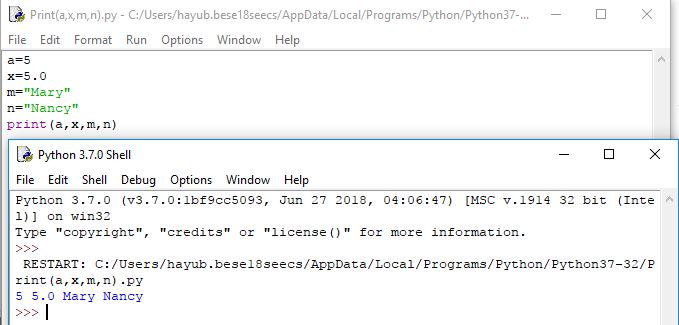 Print(a,x,m,n).py - C:/Users/hayub.bese18seecs/AppData/Local/Programs/Python/Python37-...
File Edit Format Run Options Window Help
a=5
x=5.0
m="Mary"
n="Nancy"
print(a,x,m,n)
Python 3.7.0 Shell
File Edit Shell Debug Options Window Help
Python 3.7.0 (v3.7.0:1bf9cc5093, Jun 27 2018, 04:06:47) [MSC v.1914 32 bit (Inte
l)] on win32
Type "copyright", "credits" or "license()" for more information.
>>>
RESTART: C:/Users/hayub.bese18seecs/AppData/Local/Programs/Python/Python37-32/P
rint(a,x,m,n).py
5 5.0 Mary Nancy
>>>